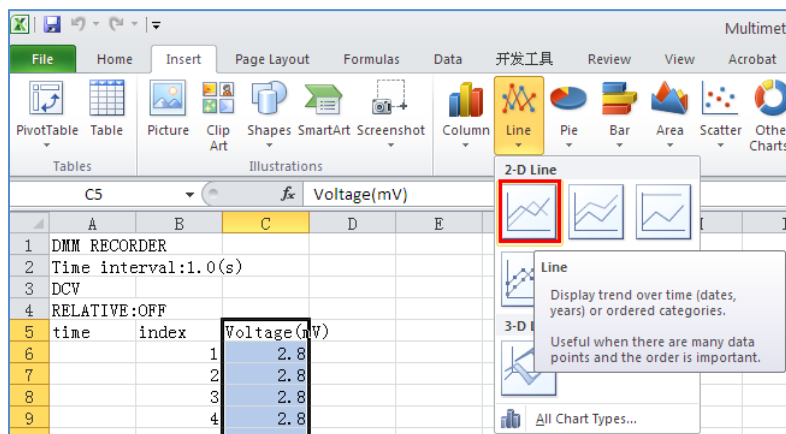 Multimet
File Home Insert Page Layout Formulas Data 开发工具 Review View Acrobat
PivotTable Table Picture Clip Art Shapes SmartArt Screenshot Column Line Pie Bar Area Scatter Othe Charts
Tables Illustrations
2-D Line
C5 fx Voltage(mV)
A B C D E I
1 DMM RECORDER
2 Time interval:1.0(s)
3 DCV
4 RELATIVE:OFF
5 time index Voltage(mV)
6 1 2.8
7 2 2.8
8 3 2.8
9 4 2.8
Line
Display trend over time (dates,
years) or ordered categories.
Useful when there are many data
points and the order is important.
3-D L
All Chart Types...